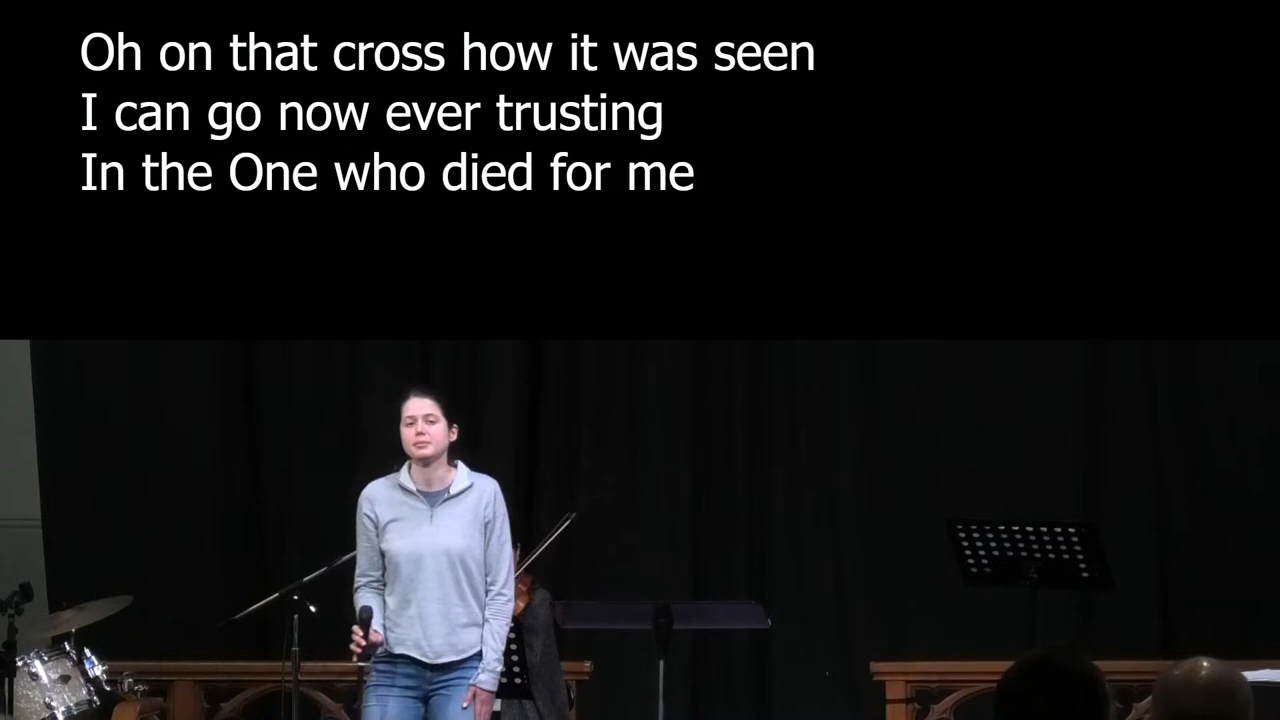 Oh on that cross how it was seen
I can go now ever trusting
In the One who died for me